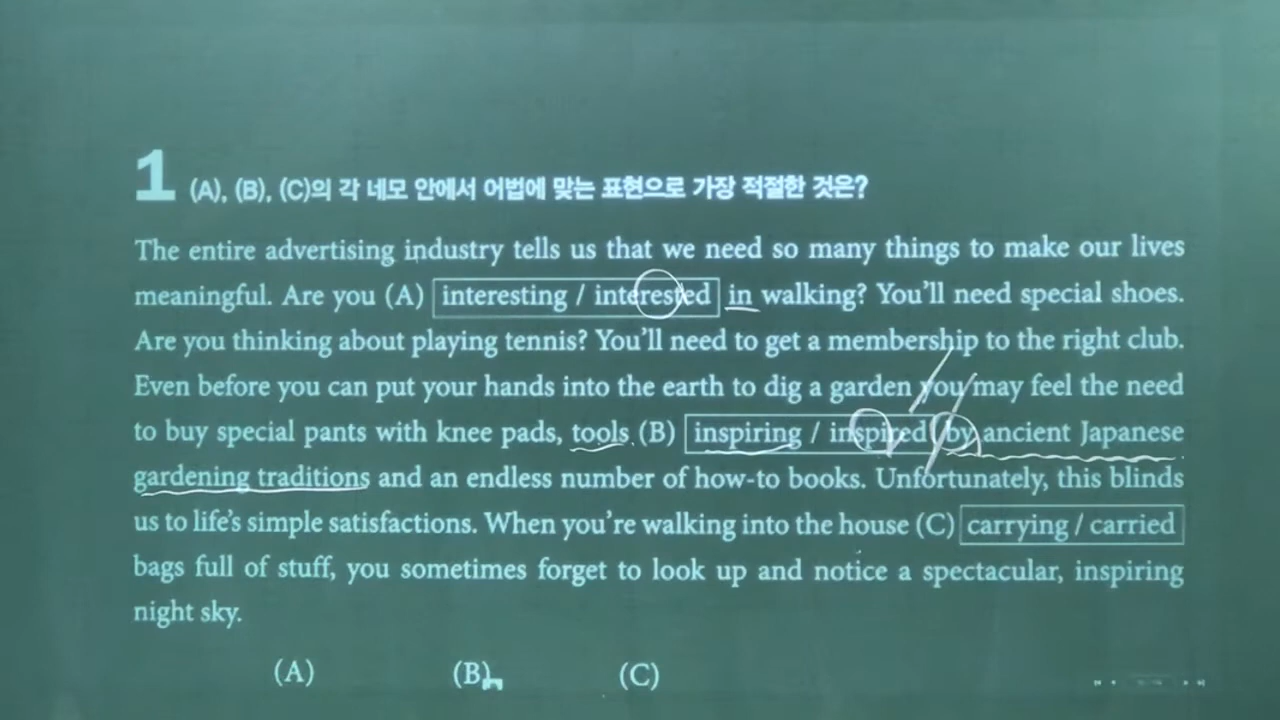 1 (A), (B), (C)의 각 네모 안에서 어법에 맞는 표현으로 가장 적절한 것은?
The entire advertising industry tells us that we need so many things to make our lives
meaningful. Are you (A) interesting / interested in walking? You'll need special shoes.
Are you thinking about playing tennis? You'll need to get a membership to the right club.
Even before you can put your hands into the earth to dig a garden you may feel the need
to buy special pants with knee pads, tools (B) inspiring / inspired by ancient Japanese
gardening traditions and an endless number of how-to books. Unfortunately, this blinds
us to life's simple satisfactions. When you're walking into the house (C) carrying / carried
bags full of stuff, you sometimes forget to look up and notice a spectacular, inspiring
night sky.
(A) (B) (C)